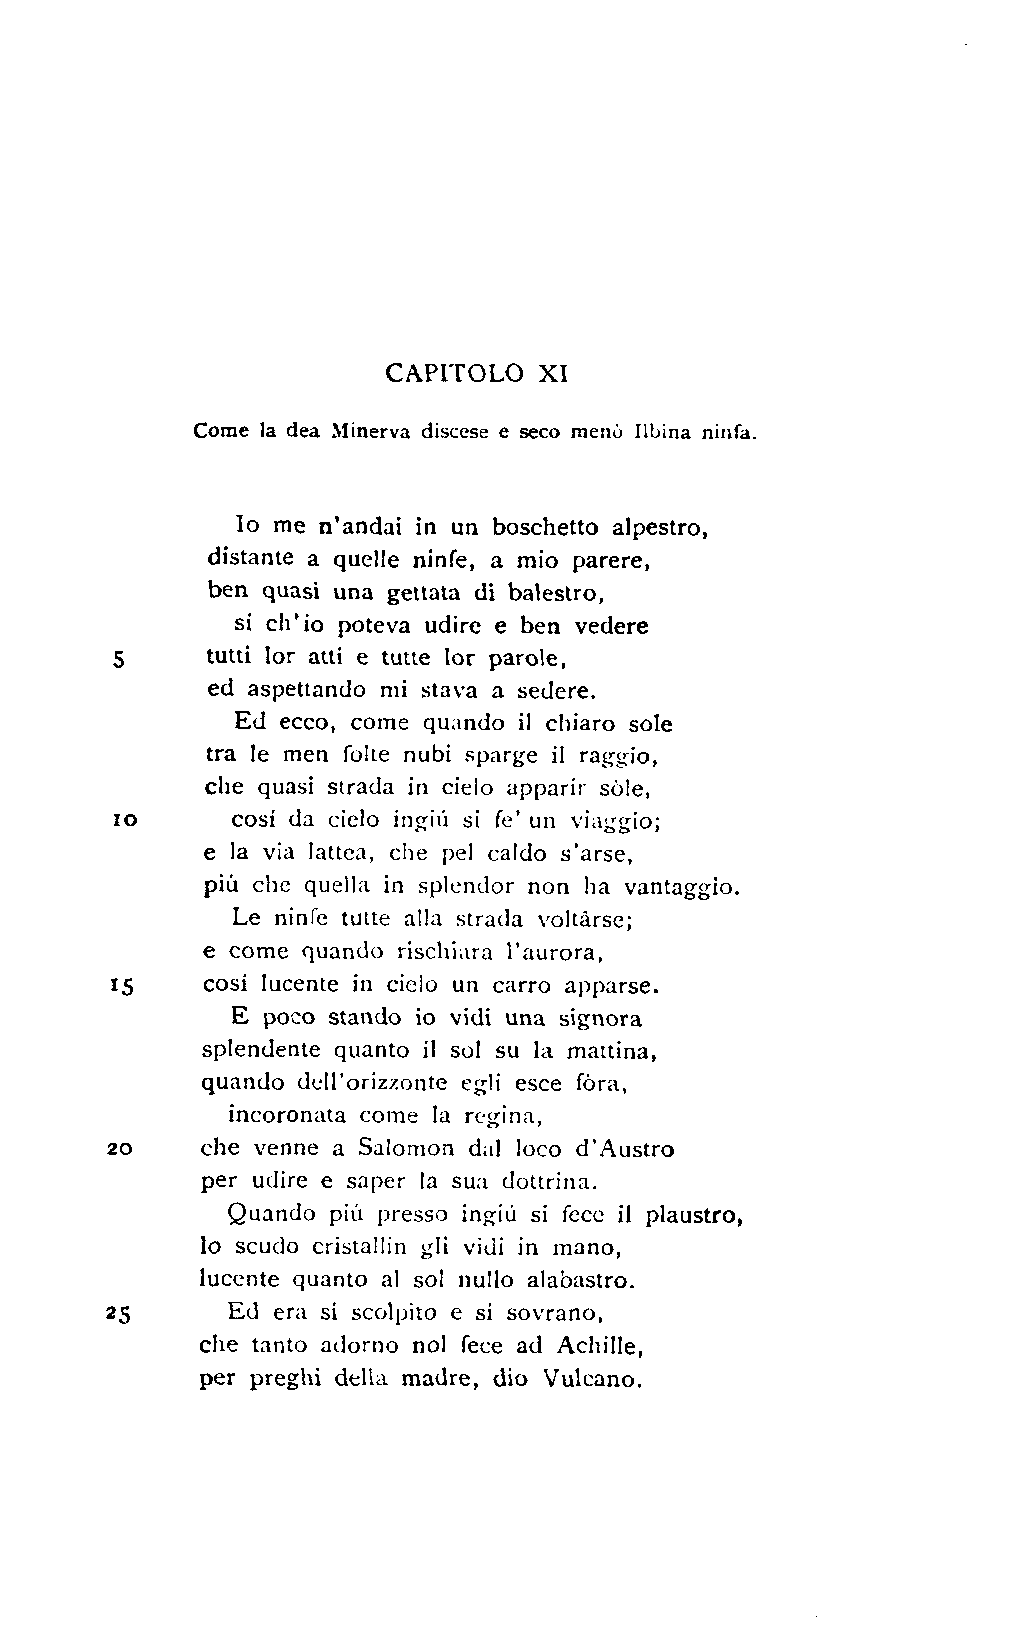 CAPITOLO XI
Come la dea Minerva discese e seco menò Ilbina ninfa.
Io me n'andai in un boschetto alpestro,
distante a quelle ninfe, a mio parere,
ben quasi una gettata di balestro,
si ch'io poteva udire e ben vedere
5 tutti lor atti e tutte lor parole,
ed aspettando mi stava a sedere.
Ed ecco, come quando il chiaro sole
tra le men folte nubi sparge il raggio,
che quasi strada in cielo apparir sòle,
10 cosí da cielo ingiú si fe' un viaggio;
e la via lattea, che pel caldo s'arse,
piú che quella in splendor non ha vantaggio.
Le ninfe tutte alla strada voltârse;
e come quando rischiara l'aurora,
15 cosí lucente in cielo un carro apparse.
E poco stando io vidi una signora
splendente quanto il sol su la mattina,
quando dell'orizzonte egli esce fòra,
incoronata come la regina,
20 che venne a Salomon dal loco d'Austro
per udire e saper la sua dottrina.
Quando piú presso ingiú si fece il plaustro,
lo scudo cristallin gli vidi in mano,
lucente quanto al sol nullo alabastro.
25 Ed era si scolpito e si sovrano,
che tanto adorno nol fece ad Achille,
per preghi della madre, dio Vulcano.